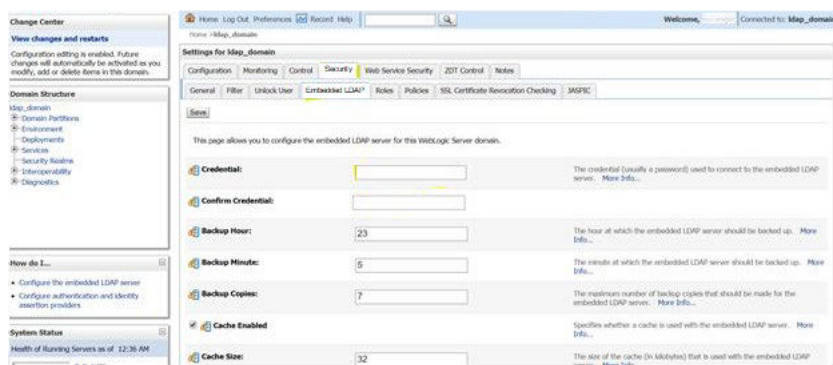 Change Center
View changes and restarts
Configuration editing is enabled. Future
changes will automatically be activated as you
modify, add or delete items in this domain.
Domain Structure
ldap_domain
Domain Partitions
Environment
Deployments
Services
Security Realms
Interoperability
Diagnostics
How do I...
Configure the embedded LDAP server
Configure authentication and identity
assertion providers
System Status
Health of Running Servers as of 12:36 AM
Home Log Out Preferences Record Help
Welcome,
Connected to: ldap_domain
Home >ldap_domain
Settings for ldap_domain
Configuration Monitoring Control Security Web Service Security ZDT Control Notes
General Filter Unlock User Embedded LDAP Roles Policies SSL Certificate Revocation Checking JASPIC
Save
This page allows you to configure the embedded LDAP server for this WebLogic Server domain.
Credential:
The credential (usually a password) used to connect to the embedded LDAP
server. More Info...
Confirm Credential:
Backup Hour:
23
The hour at which the embedded LDAP server should be backed up. More
Info...
Backup Minute:
5
The minute at which the embedded LDAP server should be backed up. More
Info...
Backup Copies:
7
The maximum number of backup copies that should be made for the
embedded LDAP server. More Info...
Cache Enabled
Specifies whether a cache is used with the embedded LDAP server. More
Info...
Cache Size:
32
The size of the cache (in kilobytes) that is used with the embedded LDAP
server. More Info...